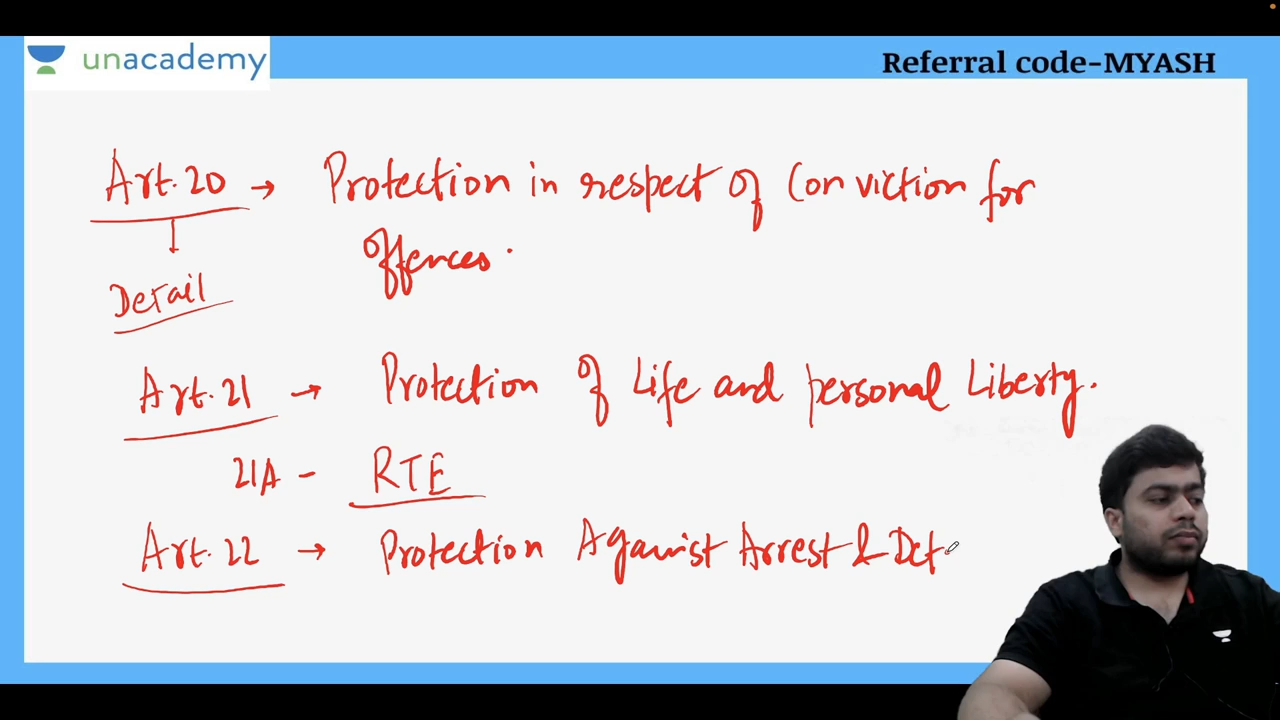 unacademy
Referral code-MYASH
Art.20 → Protection in respect of Conviction for
offences.
Detail
Art.21 → Protection of Life and personal Liberty.
21A - RTE
Art.22 → Protection Against Arrest & Det